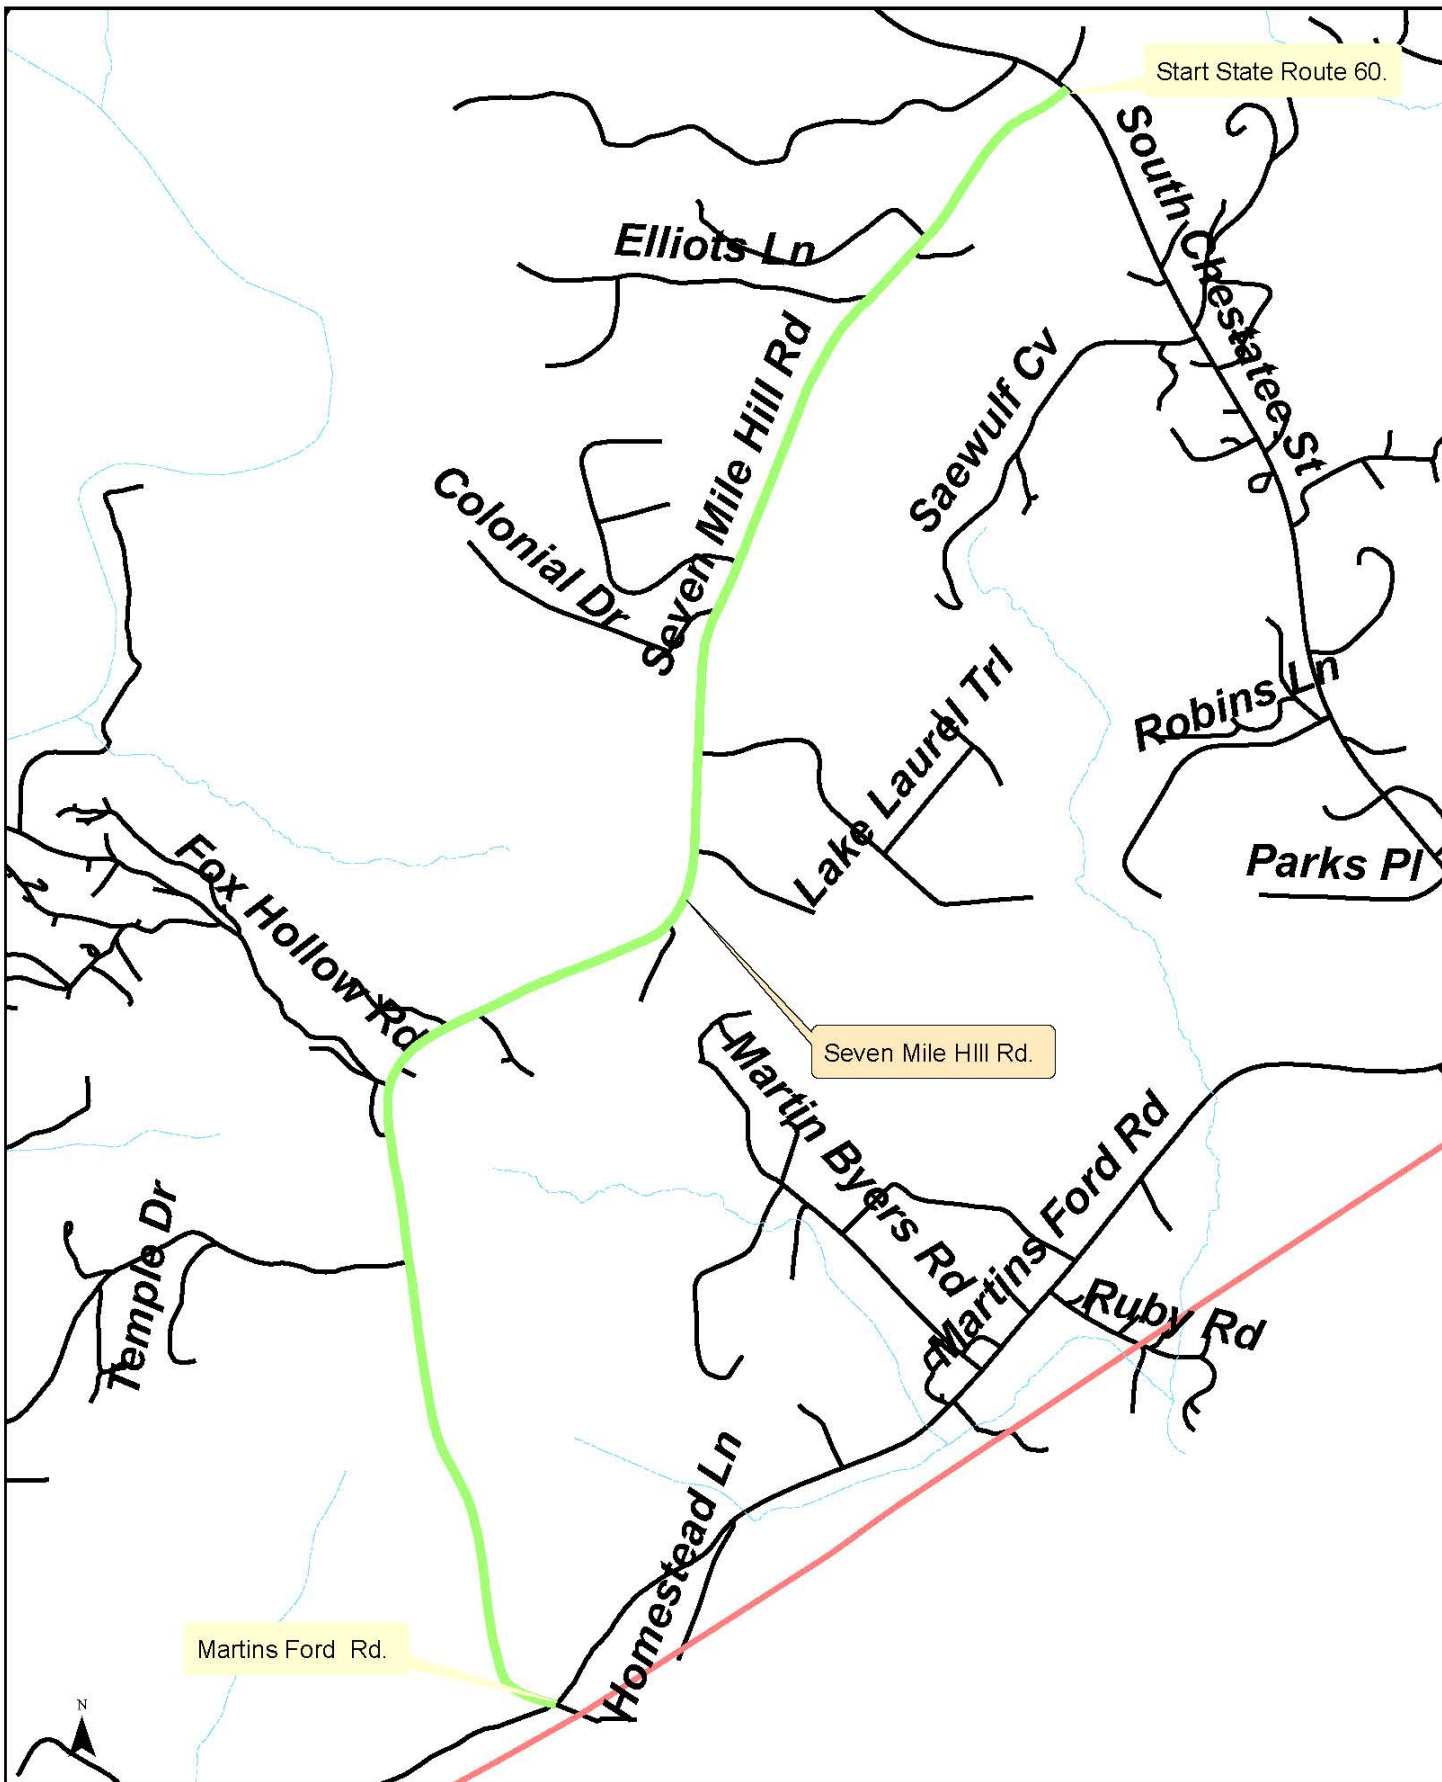 Start State Route 60.
South Chestatee St
Elliots Ln
Seven Mile Hill Rd
Saewulf Cv
Colonial Dr
Lake Laurel Trl
Robins Ln
Parks Pl
Fox Hollow Rd
Seven Mile HIll Rd.
Martin Byers Rd
Martins Ford Rd
Temple Dr
Ruby Rd
Homestead Ln
Martins Ford  Rd.
N